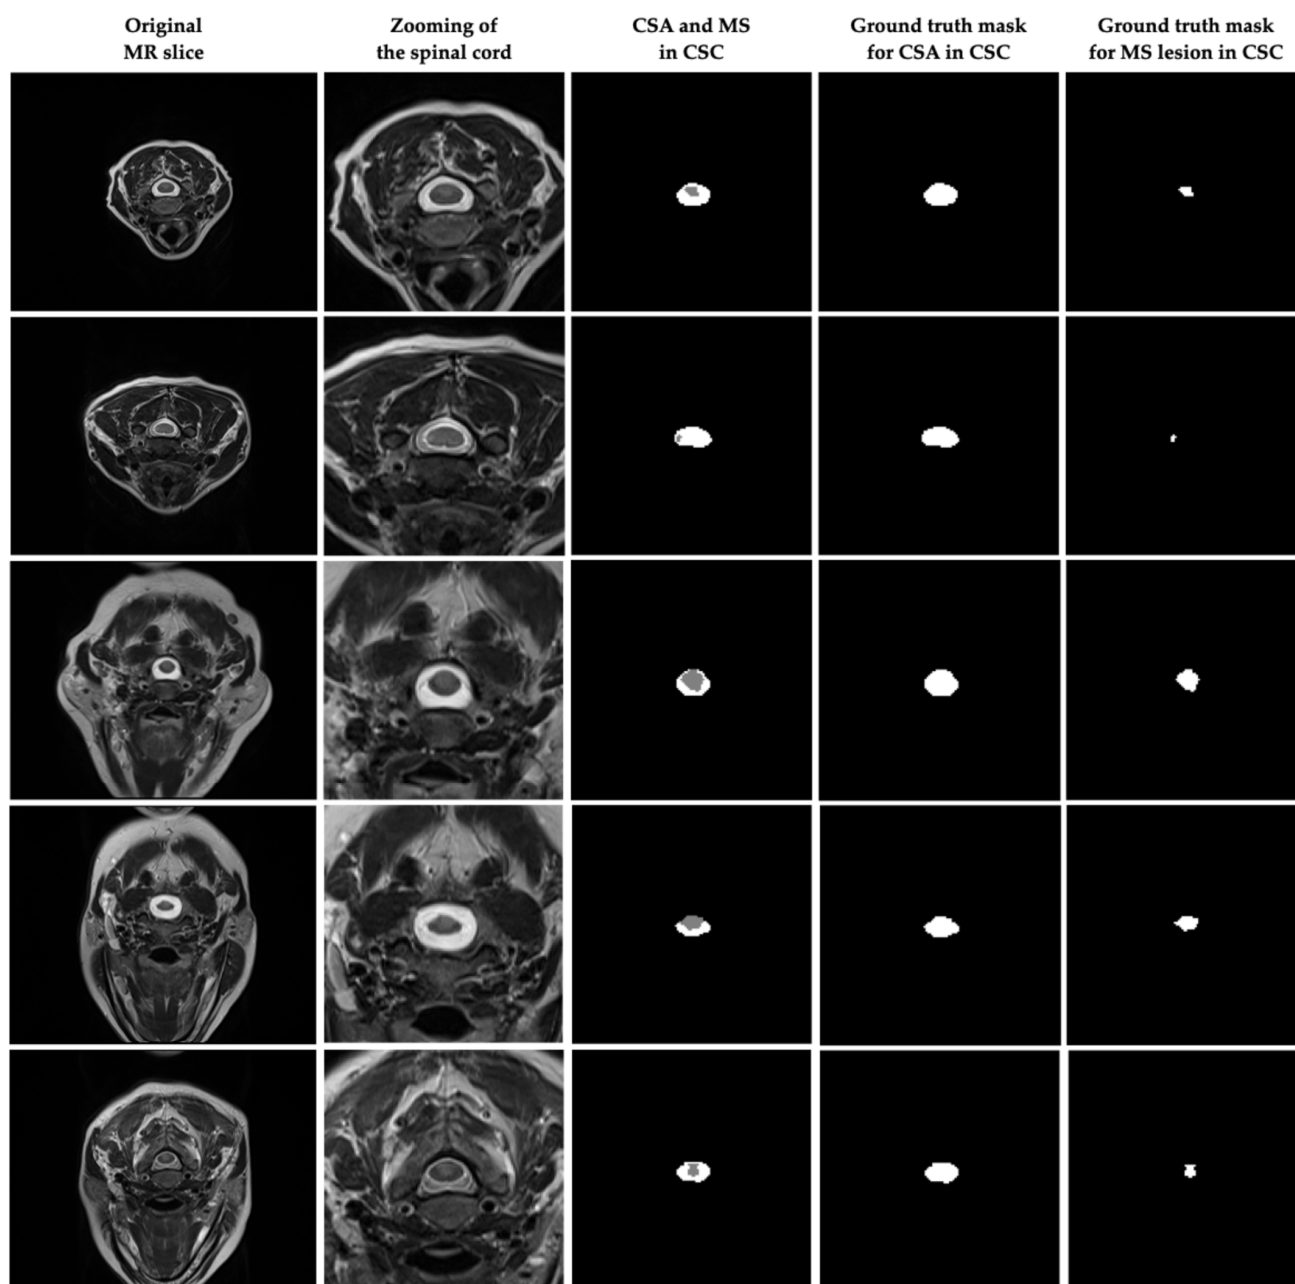 Original
MR slice
Zooming of
the spinal cord
CSA and MS
in CSC
Ground truth mask
for CSA in CSC
Ground truth mask
for MS lesion in CSC